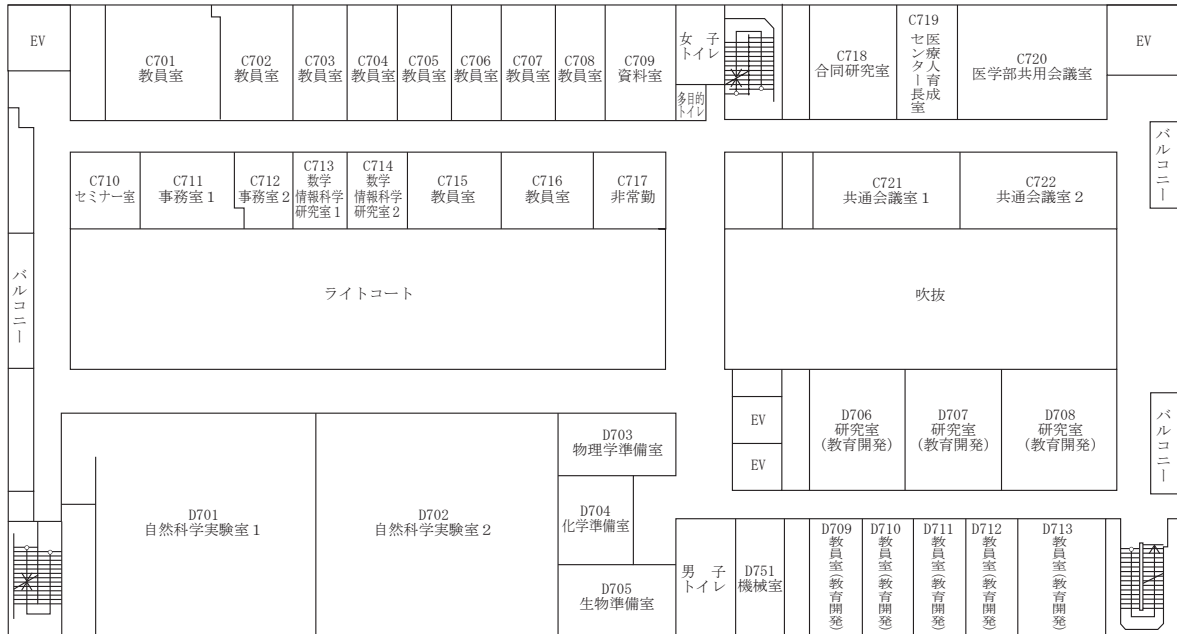 EV
C701
教員室
C702
教員室
C703
教員室
C704
教員室
C705
教員室
C706
教員室
C707
教員室
C708
教員室
C709
資料室
女 子
トイレ
多目的
トイレ
C718
合同研究室
C719
医療人育成
センター長室
C720
医学部共用会議室
EV
バルコニー
C710
セミナー室
C711
事務室1
C712
事務室2
C713
数学
情報科学
研究室1
C714
数学
情報科学
研究室2
C715
教員室
C716
教員室
C717
非常勤
C721
共通会議室1
C722
共通会議室2
バルコニー
ライトコート
吹抜
EV
EV
D706
研究室
(教育開発)
D707
研究室
(教育開発)
D708
研究室
(教育開発)
バルコニー
D701
自然科学実験室1
D702
自然科学実験室2
D703
物理学準備室
D704
化学準備室
D705
生物準備室
男 子
トイレ
D751
機械室
D709
教員室(教育開発)
D710
教員室(教育開発)
D711
教員室(教育開発)
D712
教員室(教育開発)
D713
教員室(教育開発)